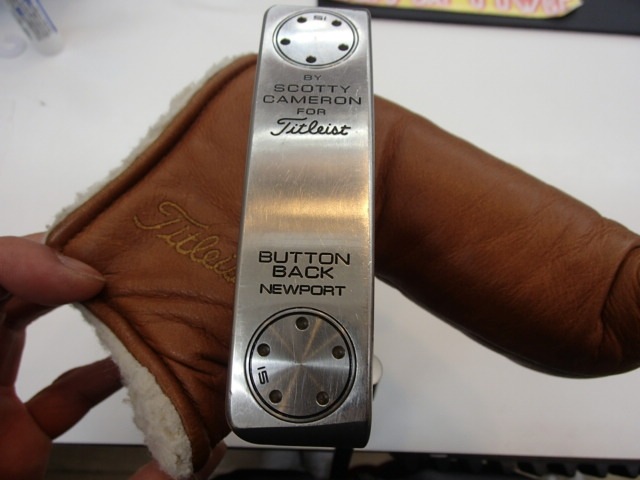 15
BY
SCOTTY
CAMERON
FOR
Titleist
Titleist
BUTTON
BACK
NEWPORT
15